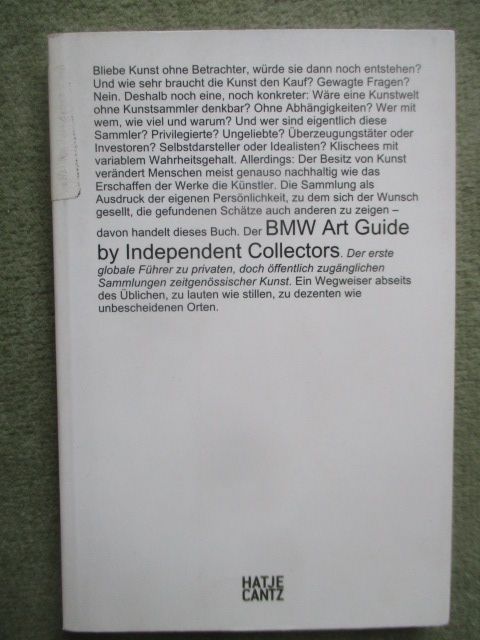 Bliebe Kunst ohne Betrachter, würde sie dann noch entstehen?
Und wie sehr braucht die Kunst den Kauf? Gewagte Fragen?
Nein. Deshalb noch eine, noch konkreter: Wäre eine Kunstwelt
ohne Kunstsammler denkbar? Ohne Abhängigkeiten? Wer mit
wem, wie viel und warum? Und wer sind eigentlich diese
Sammler? Privilegierte? Ungeliebte? Überzeugungstäter oder
Investoren? Selbstdarsteller oder Idealisten? Klischees mit
variablem Wahrheitsgehalt. Allerdings: Der Besitz von Kunst
verändert Menschen meist genauso nachhaltig wie das
Erschaffen der Werke die Künstler. Die Sammlung als
Ausdruck der eigenen Persönlichkeit, zu dem sich der Wunsch
gesellt, die gefundenen Schätze auch anderen zu zeigen –
davon handelt dieses Buch. Der BMW Art Guide
by Independent Collectors. Der erste
globale Führer zu privaten, doch öffentlich zugänglichen
Sammlungen zeitgenössischer Kunst. Ein Wegweiser abseits
des Üblichen, zu lauten wie stillen, zu dezenten wie
unbescheidenen Orten.
HATJE
CANTZ